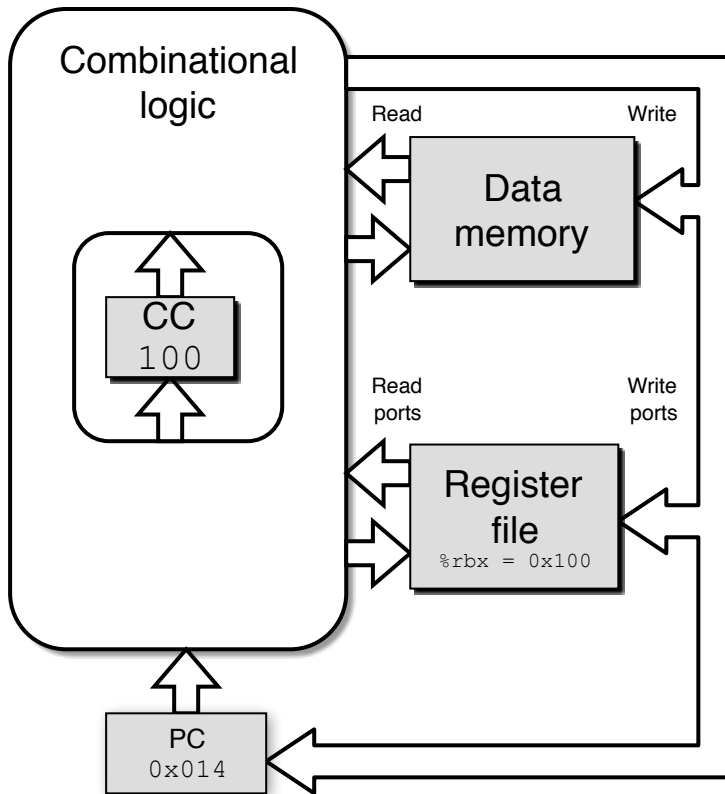 Combinational
logic
Read
Write
Data
memory
CC
100
Read
ports
Write
ports
Register
file
%rbx = 0x100
PC
0x014